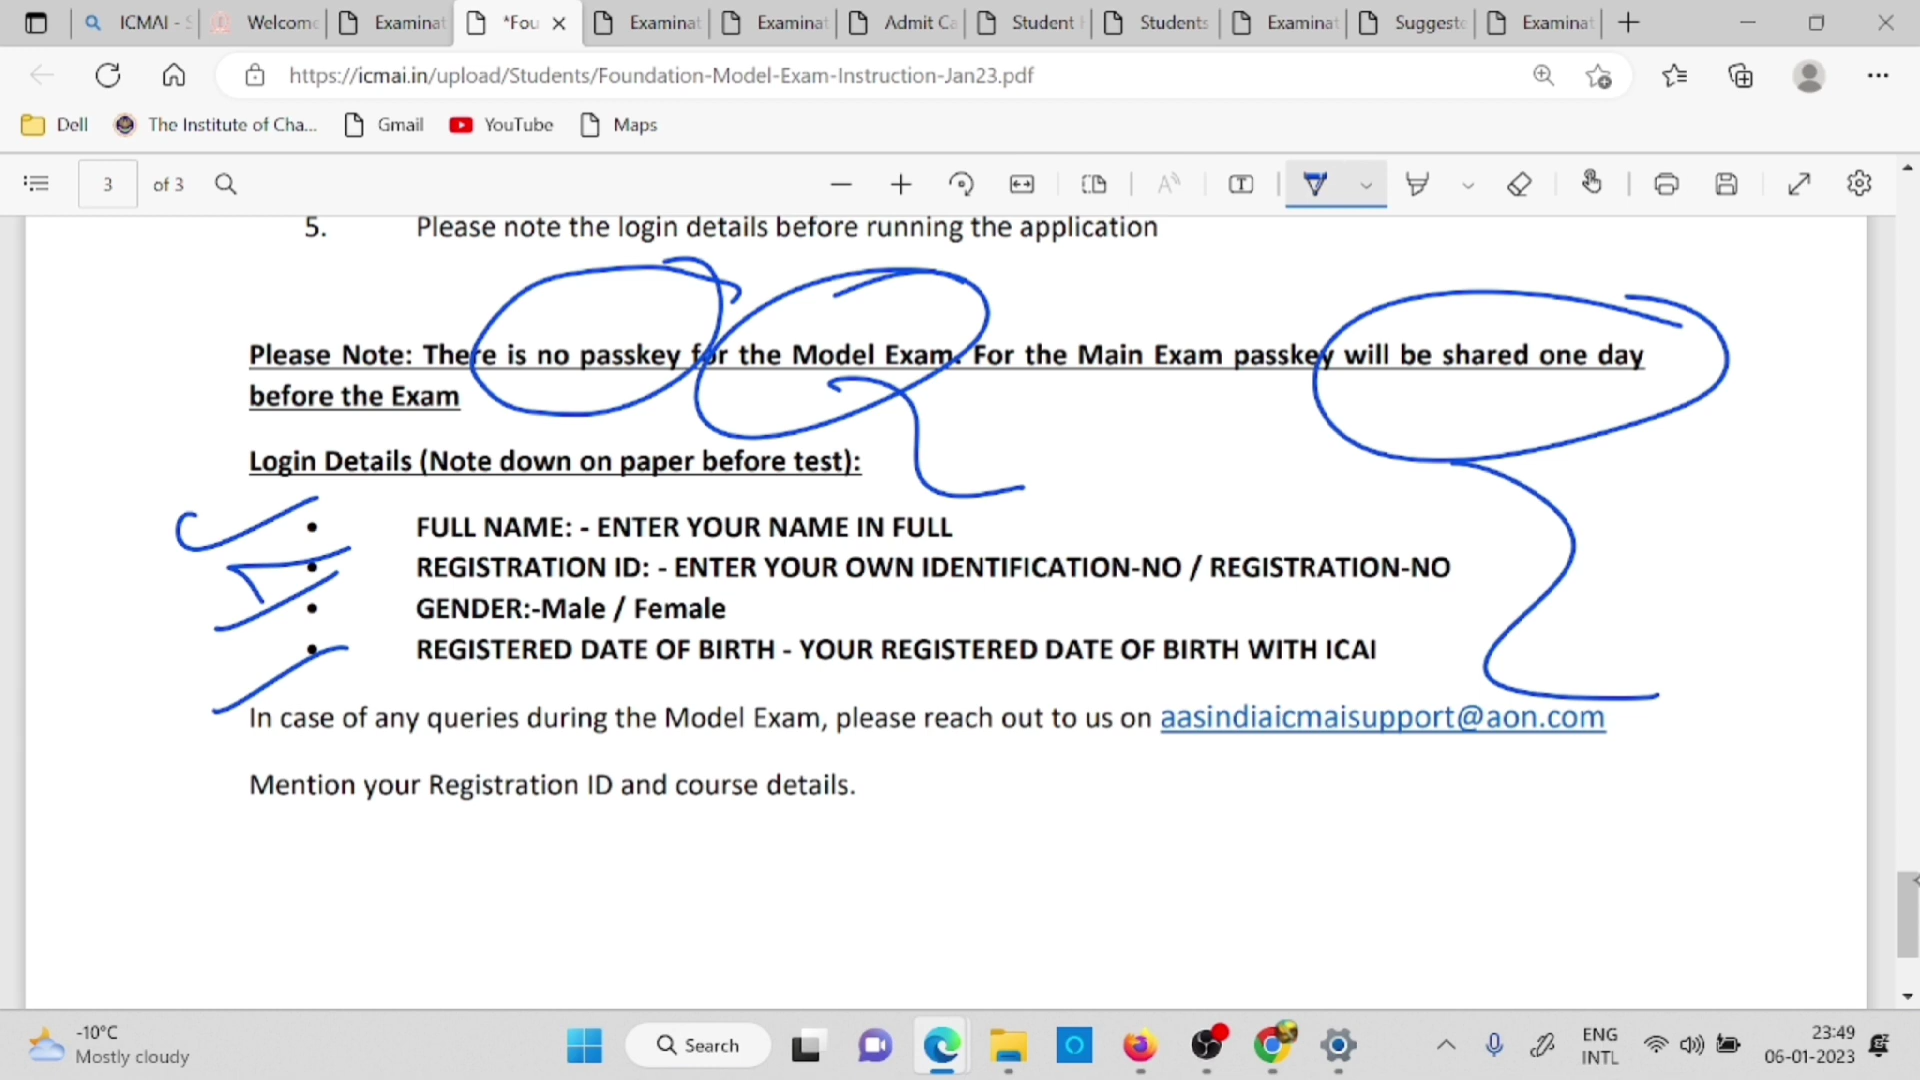 ICMAI - S
Welcome
Examinat
*Fou
Examinat
Examinat
Admit Ca
Student
Students
Examinat
Suggest
Examinat
https://icmai.in/upload/Students/Foundation-Model-Exam-Instruction-Jan23.pdf
Dell
The Institute of Cha...
Gmail
YouTube
Maps
3 of 3
5. Please note the login details before running the application
Please Note: There is no passkey for the Model Exam. For the Main Exam passkey will be shared one day
before the Exam
Login Details (Note down on paper before test):
• FULL NAME: - ENTER YOUR NAME IN FULL
• REGISTRATION ID: - ENTER YOUR OWN IDENTIFICATION-NO / REGISTRATION-NO
• GENDER:-Male / Female
• REGISTERED DATE OF BIRTH - YOUR REGISTERED DATE OF BIRTH WITH ICAI
In case of any queries during the Model Exam, please reach out to us on aasindiaicmaisupport@aon.com
Mention your Registration ID and course details.
-10°C
Mostly cloudy
Search
ENG
INTL
23:49
06-01-2023